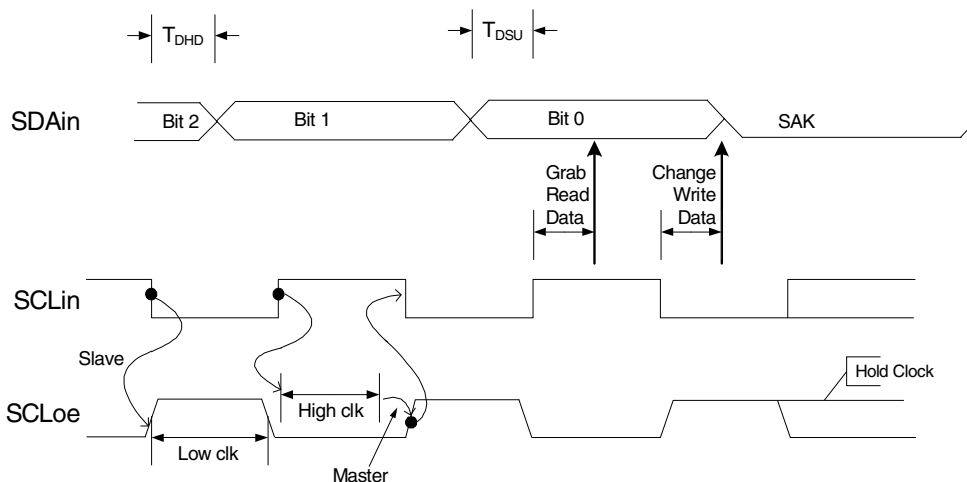 TDHD
TDSU
SDAin
Bit 2
Bit 1
Bit 0
SAK
Grab
Read
Data
Change
Write
Data
SCLin
Slave
Hold Clock
SCLoe
High clk
Low clk
Master